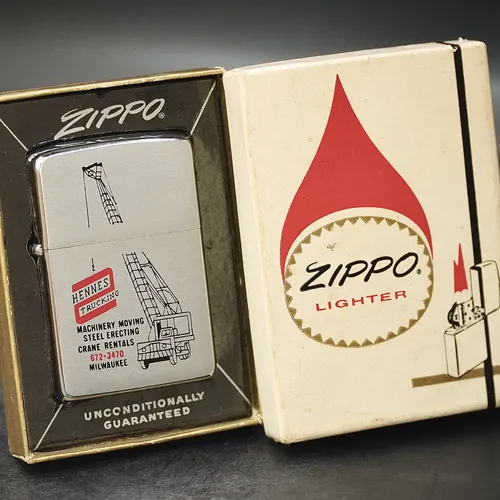 ZIPPO®
HENNES
TRUCKING
MACHINERY MOVING
STEEL ERECTING
CRANE RENTALS
672-3470
MILWAUKEE
UNCONDITIONALLY
GUARANTEED
ZIPPO®
LIGHTER